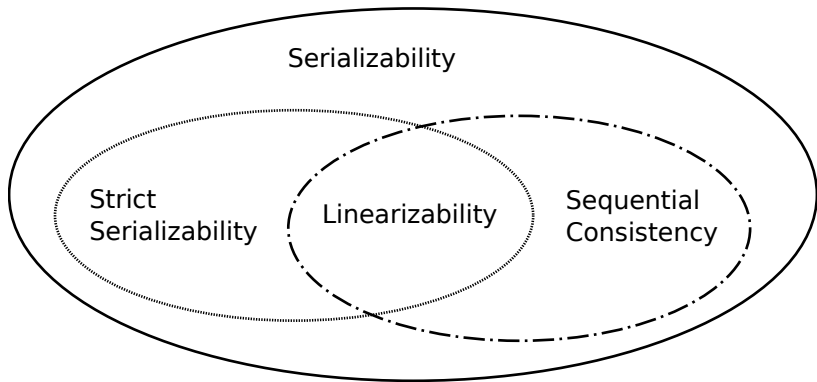 Serializability
Strict
Serializability
Linearizability
Sequential
Consistency